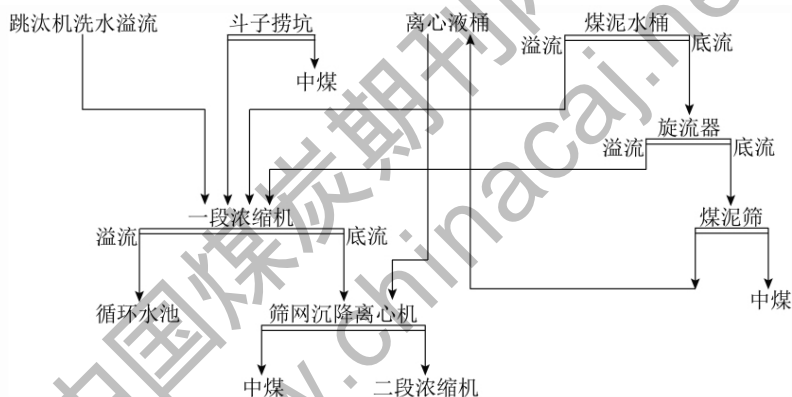 跳汰机洗水溢流
斗子捞坑
离心液桶
煤泥水桶
溢流
底流
中煤
旋流器
溢流
底流
一段浓缩机
煤泥筛
溢流
底流
循环水池
筛网沉降离心机
中煤
中煤
二段浓缩机
中国煤炭期刊网
www.chinacaj.net